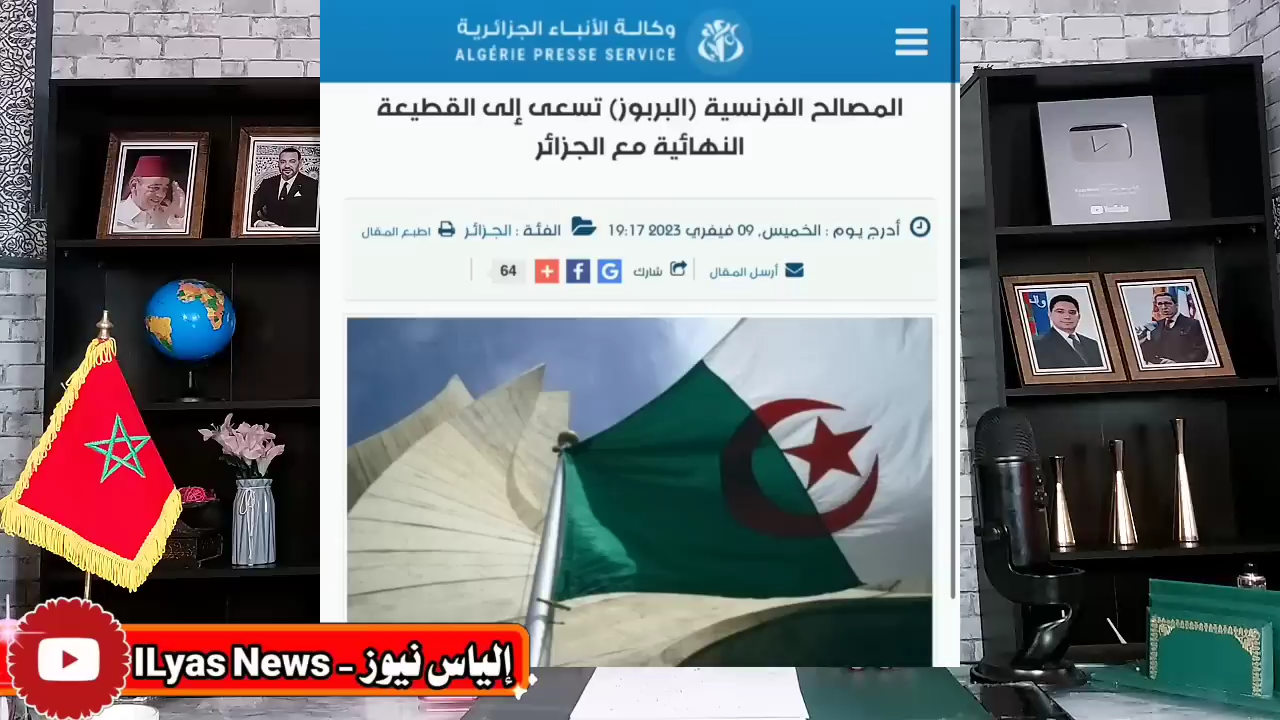 وكالة الأنباء الجزائرية
ALGÉRIE PRESSE SERVICE
المصالح الفرنسية (البربوز) تسعى إلى القطيعة
النهائية مع الجزائر
أدرج يوم : الخميس, 09 فيفري 2023 19:17 الفئة : الجزائر اطبع المقال
أرسل المقال شارك 64
YouTube
ILyas News - إلياس نيوز